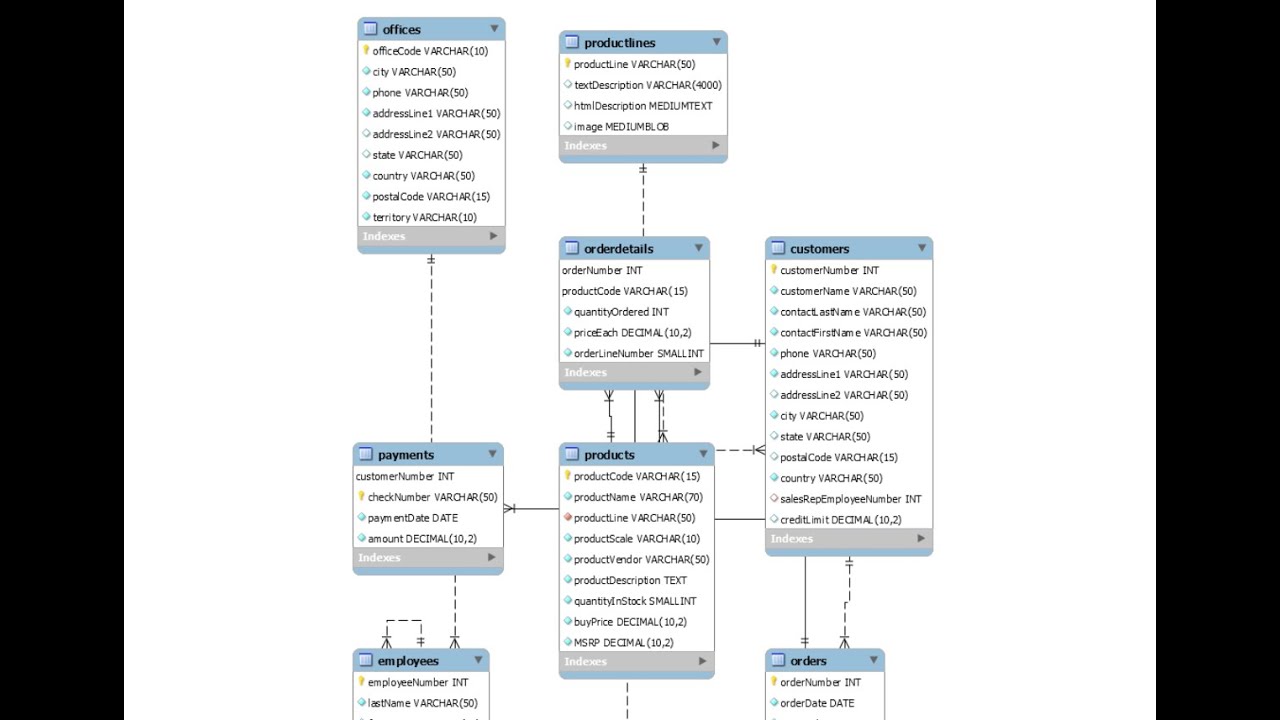 offices
officeCode VARCHAR(10)
city VARCHAR(50)
phone VARCHAR(50)
addressLine1 VARCHAR(50)
addressLine2 VARCHAR(50)
state VARCHAR(50)
country VARCHAR(50)
postalCode VARCHAR(15)
territory VARCHAR(10)
Indexes
productlines
productLine VARCHAR(50)
textDescription VARCHAR(4000)
htmlDescription MEDIUMTEXT
image MEDIUMBLOB
Indexes
orderdetails
orderNumber INT
productCode VARCHAR(15)
quantityOrdered INT
priceEach DECIMAL(10,2)
orderLineNumber SMALLINT
Indexes
customers
customerNumber INT
customerName VARCHAR(50)
contactLastName VARCHAR(50)
contactFirstName VARCHAR(50)
phone VARCHAR(50)
addressLine1 VARCHAR(50)
addressLine2 VARCHAR(50)
city VARCHAR(50)
state VARCHAR(50)
postalCode VARCHAR(15)
country VARCHAR(50)
salesRepEmployeeNumber INT
creditLimit DECIMAL(10,2)
Indexes
payments
customerNumber INT
checkNumber VARCHAR(50)
paymentDate DATE
amount DECIMAL(10,2)
Indexes
products
productCode VARCHAR(15)
productName VARCHAR(70)
productLine VARCHAR(50)
productScale VARCHAR(10)
productVendor VARCHAR(50)
productDescription TEXT
quantityInStock SMALLINT
buyPrice DECIMAL(10,2)
MSRP DECIMAL(10,2)
Indexes
employees
employeeNumber INT
lastName VARCHAR(50)
orders
orderNumber INT
orderDate DATE